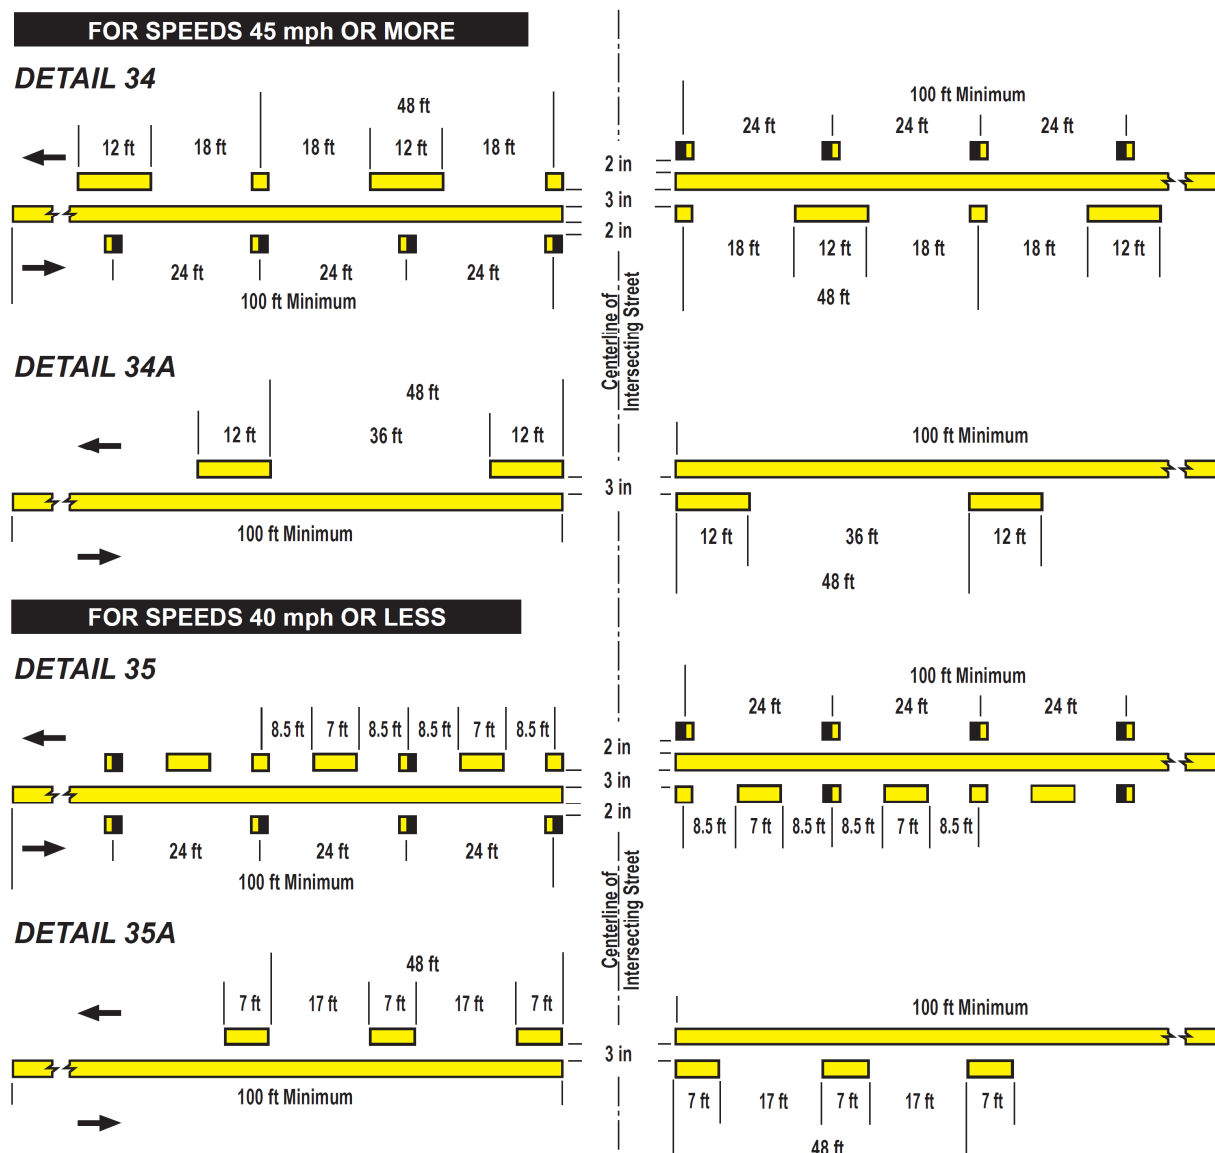 FOR SPEEDS 45 mph OR MORE
DETAIL 34
48 ft
12 ft 18 ft 18 ft 12 ft 18 ft
24 ft 24 ft 24 ft
100 ft Minimum
2 in
3 in
2 in
100 ft Minimum
24 ft 24 ft 24 ft
18 ft 12 ft 18 ft 18 ft 12 ft
48 ft
Centerline of
Intersecting Street
DETAIL 34A
48 ft
12 ft 36 ft 12 ft
100 ft Minimum
3 in
100 ft Minimum
12 ft 36 ft 12 ft
48 ft
FOR SPEEDS 40 mph OR LESS
DETAIL 35
8.5 ft 7 ft 8.5 ft 8.5 ft 7 ft 8.5 ft
24 ft 24 ft 24 ft
100 ft Minimum
2 in
3 in
2 in
100 ft Minimum
24 ft 24 ft 24 ft
8.5 ft 7 ft 8.5 ft 8.5 ft 7 ft 8.5 ft
Centerline of
Intersecting Street
DETAIL 35A
48 ft
7 ft 17 ft 7 ft 17 ft 7 ft
100 ft Minimum
3 in
100 ft Minimum
7 ft 17 ft 7 ft 17 ft 7 ft
48 ft